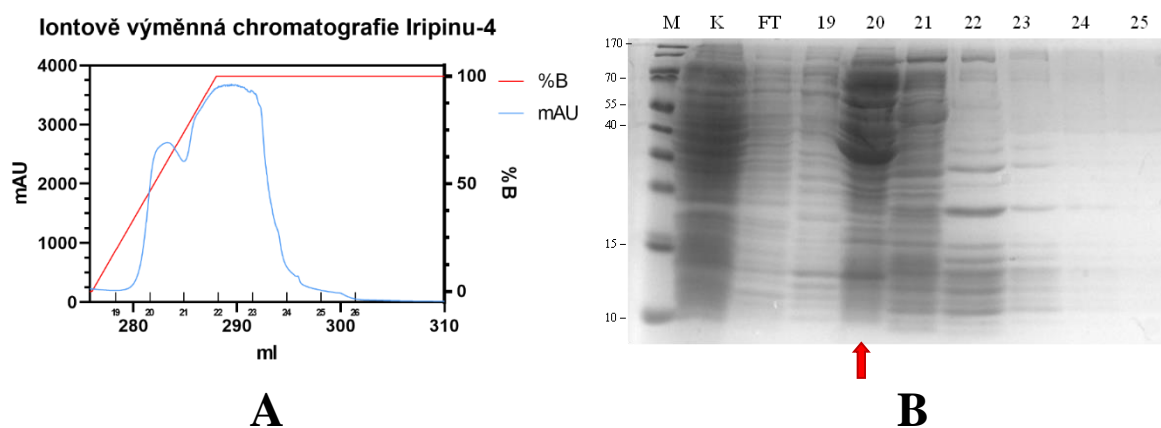 Iontově výměnná chromatografie Iripinu-4
4000
3000
2000
1000
0
mAU
100
50
0
%B
%B
mAU
19 20 21 22 23 24 25 26
280 290 300 310
ml
A
M K FT 19 20 21 22 23 24 25
170
70
55
40
20
15
10
B